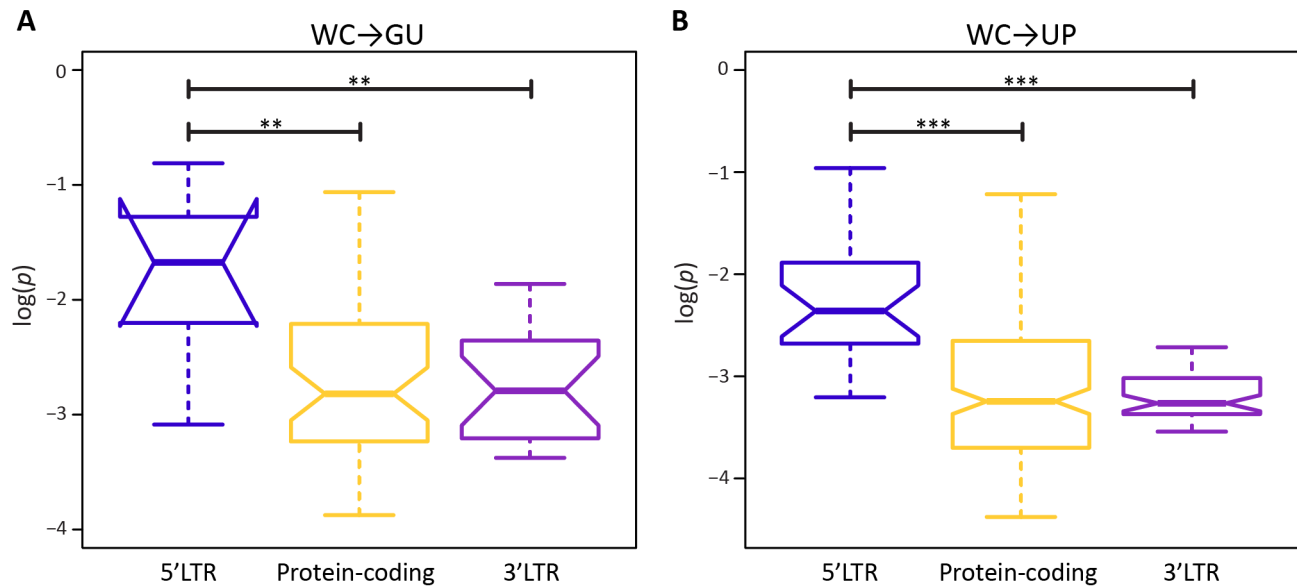 A
WC→GU
0
−1
−2
−3
−4
log(p)
**
**
5'LTR
Protein-coding
3'LTR
B
WC→UP
0
−1
−2
−3
−4
log(p)
***
***
5'LTR
Protein-coding
3'LTR